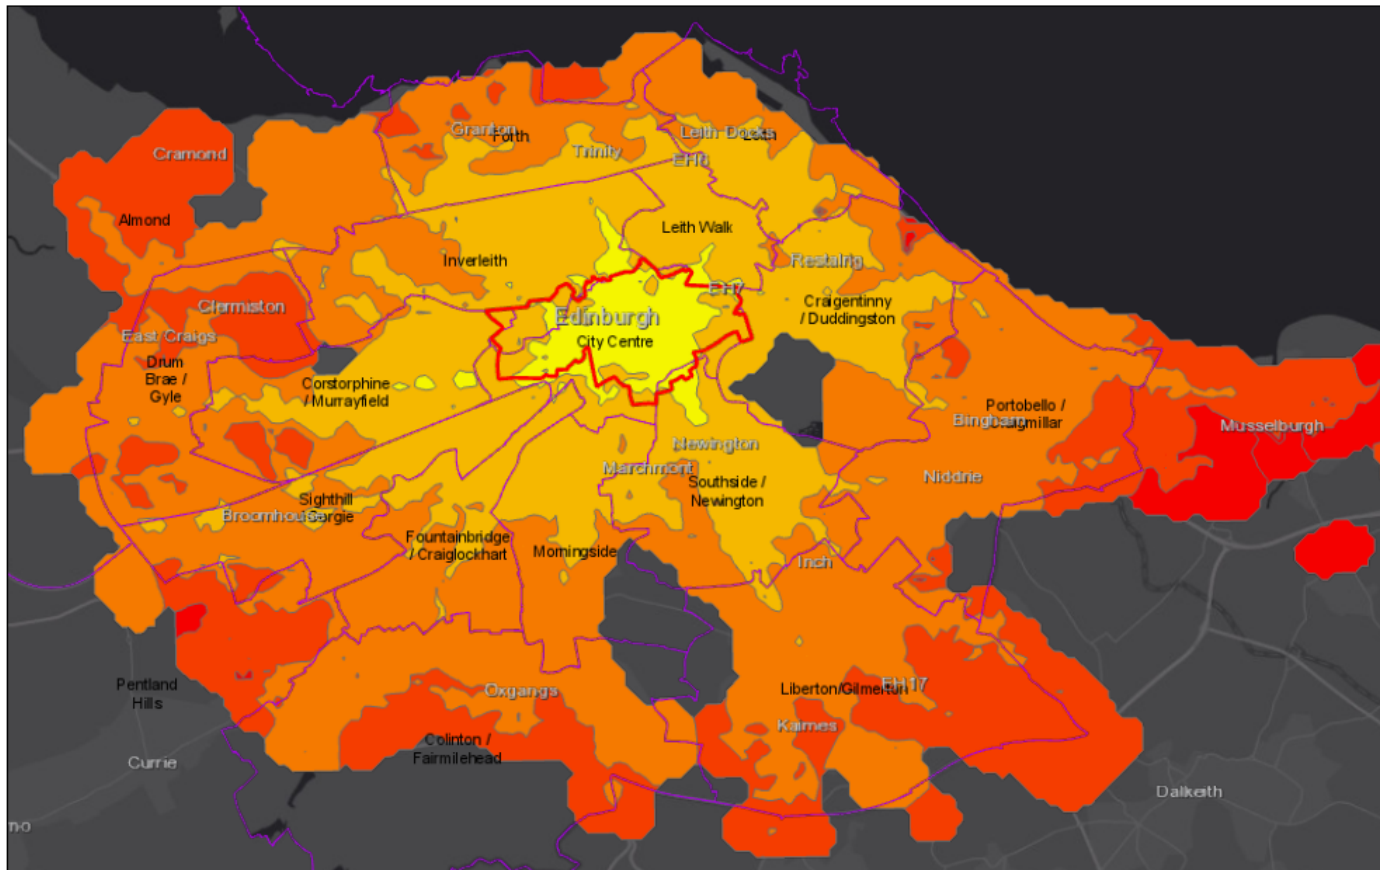 Granton
Forth
Leith Docks
Leith
Trinity
Cramond
EH6
Almond
Leith Walk
Inverleith
Restalrig
EH7
Clermiston
Craigentinny
/ Duddingston
Edinburgh
East Craigs
City Centre
Drum
Brae /
Gyle
Corstorphine
/ Murrayfield
Portobello /
Craigmillar
Bingham
Musselburgh
Newington
Marchmont
Southside /
Newington
Niddrie
Sighthill
Gorgie
Broomhouse
Fountainbridge
/ Craiglockhart
Morningside
Inch
Pentland
Hills
Oxgangs
Liberton/Gilmerton
EH17
Kaimes
Colinton /
Fairmilehead
Currie
Dalkeith